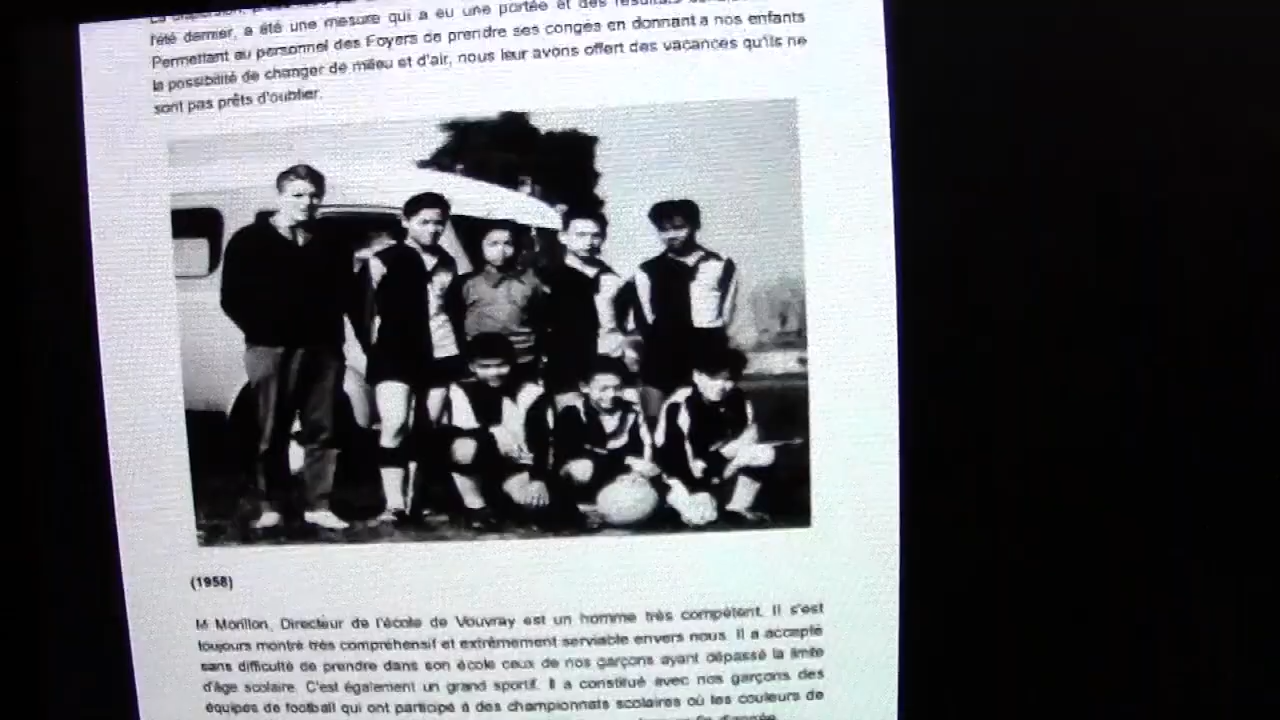 l'été dernier, a été une mesure qui a eu une portée et des
Permettant au personnel des Foyers de prendre ses congés en donnant a nos enfants
la possibilité de changer de milieu et d'air, nous leur avons offert des vacances qu'ils ne
sont pas prêts d'oublier.
(1958)
M Morillon, Directeur de l'école de Vouvray est un homme très compétent. Il s'est
toujours montré très compréhensif et extrêmement serviable envers nous. Il a accepté
sans difficulté de prendre dans son école ceux de nos garçons ayant dépassé la limite
d'âge scolaire. C'est également un grand sportif. Il a constitué avec nos garçons des
équipes de football qui ont participé à des championnats scolaires où les couleurs de